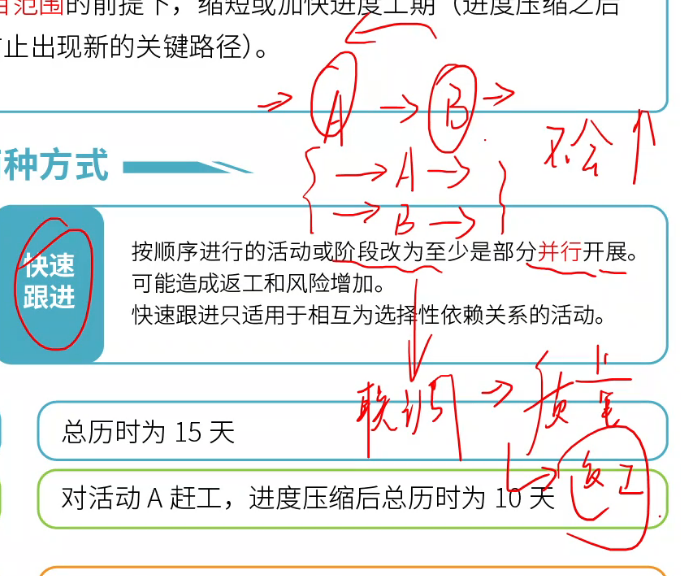 范围的前提下，缩短或加快进度工期（进度压缩之后
止出现新的关键路径）。
→ A → B →
不会 ↑
→ A →
→ B →
种方式
快速
跟进
按顺序进行的活动或阶段改为至少是部分并行开展。
可能造成返工和风险增加。
快速跟进只适用于相互为选择性依赖关系的活动。
联调 → 质量
返工
总历时为 15 天
对活动 A 赶工，进度压缩后总历时为 10 天